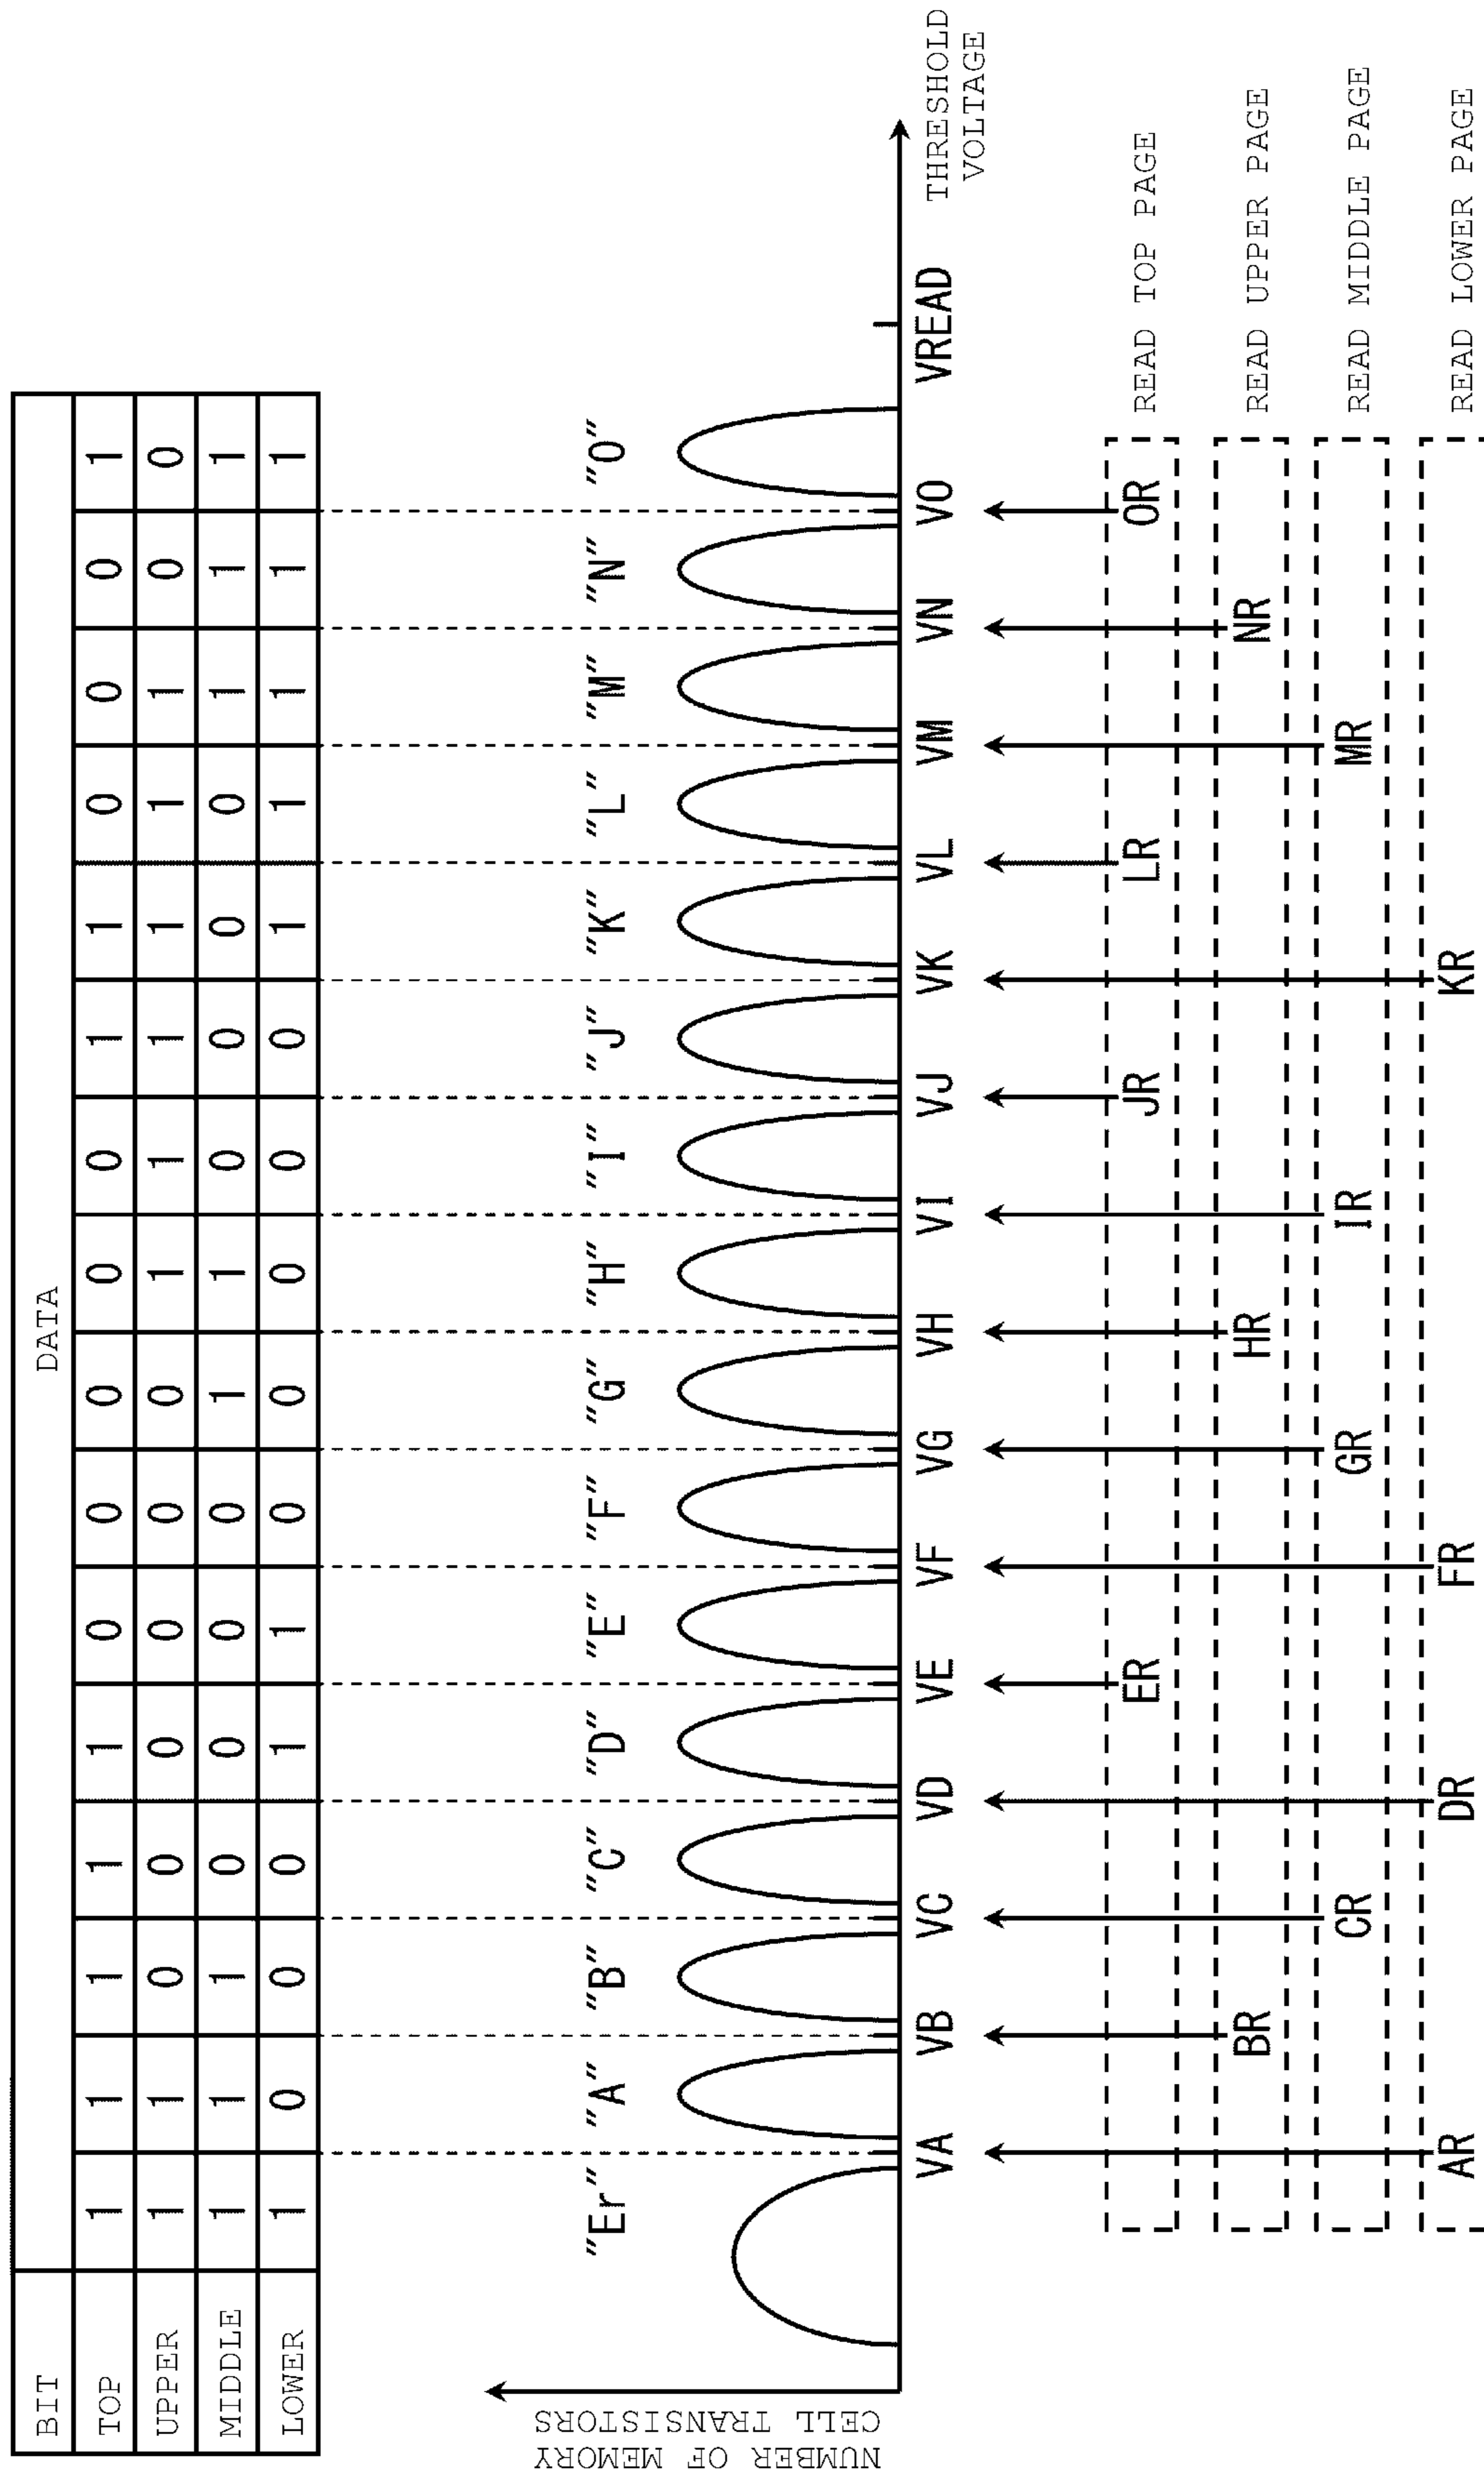 DATA
BIT
TOP 1 1 1 1 1 0 0 0 0 0 1 1 0 0 0 1
UPPER 1 1 0 0 0 0 0 0 1 1 1 1 1 1 0 0
MIDDLE 1 1 1 0 0 0 0 1 1 0 0 0 0 1 1 1
LOWER 1 0 0 0 1 1 0 0 0 0 0 1 1 1 1 1
NUMBER OF MEMORY
CELL TRANSISTORS
"Er" "A" "B" "C" "D" "E" "F" "G" "H" "I" "J" "K" "L" "M" "N" "O"
VA VB VC VD VE VF VG VH VI VJ VK VL VM VN VO VREAD
THRESHOLD
VOLTAGE
ER JR LR OR READ TOP PAGE
BR HR NR READ UPPER PAGE
CR GR IR MR READ MIDDLE PAGE
AR DR FR KR READ LOWER PAGE